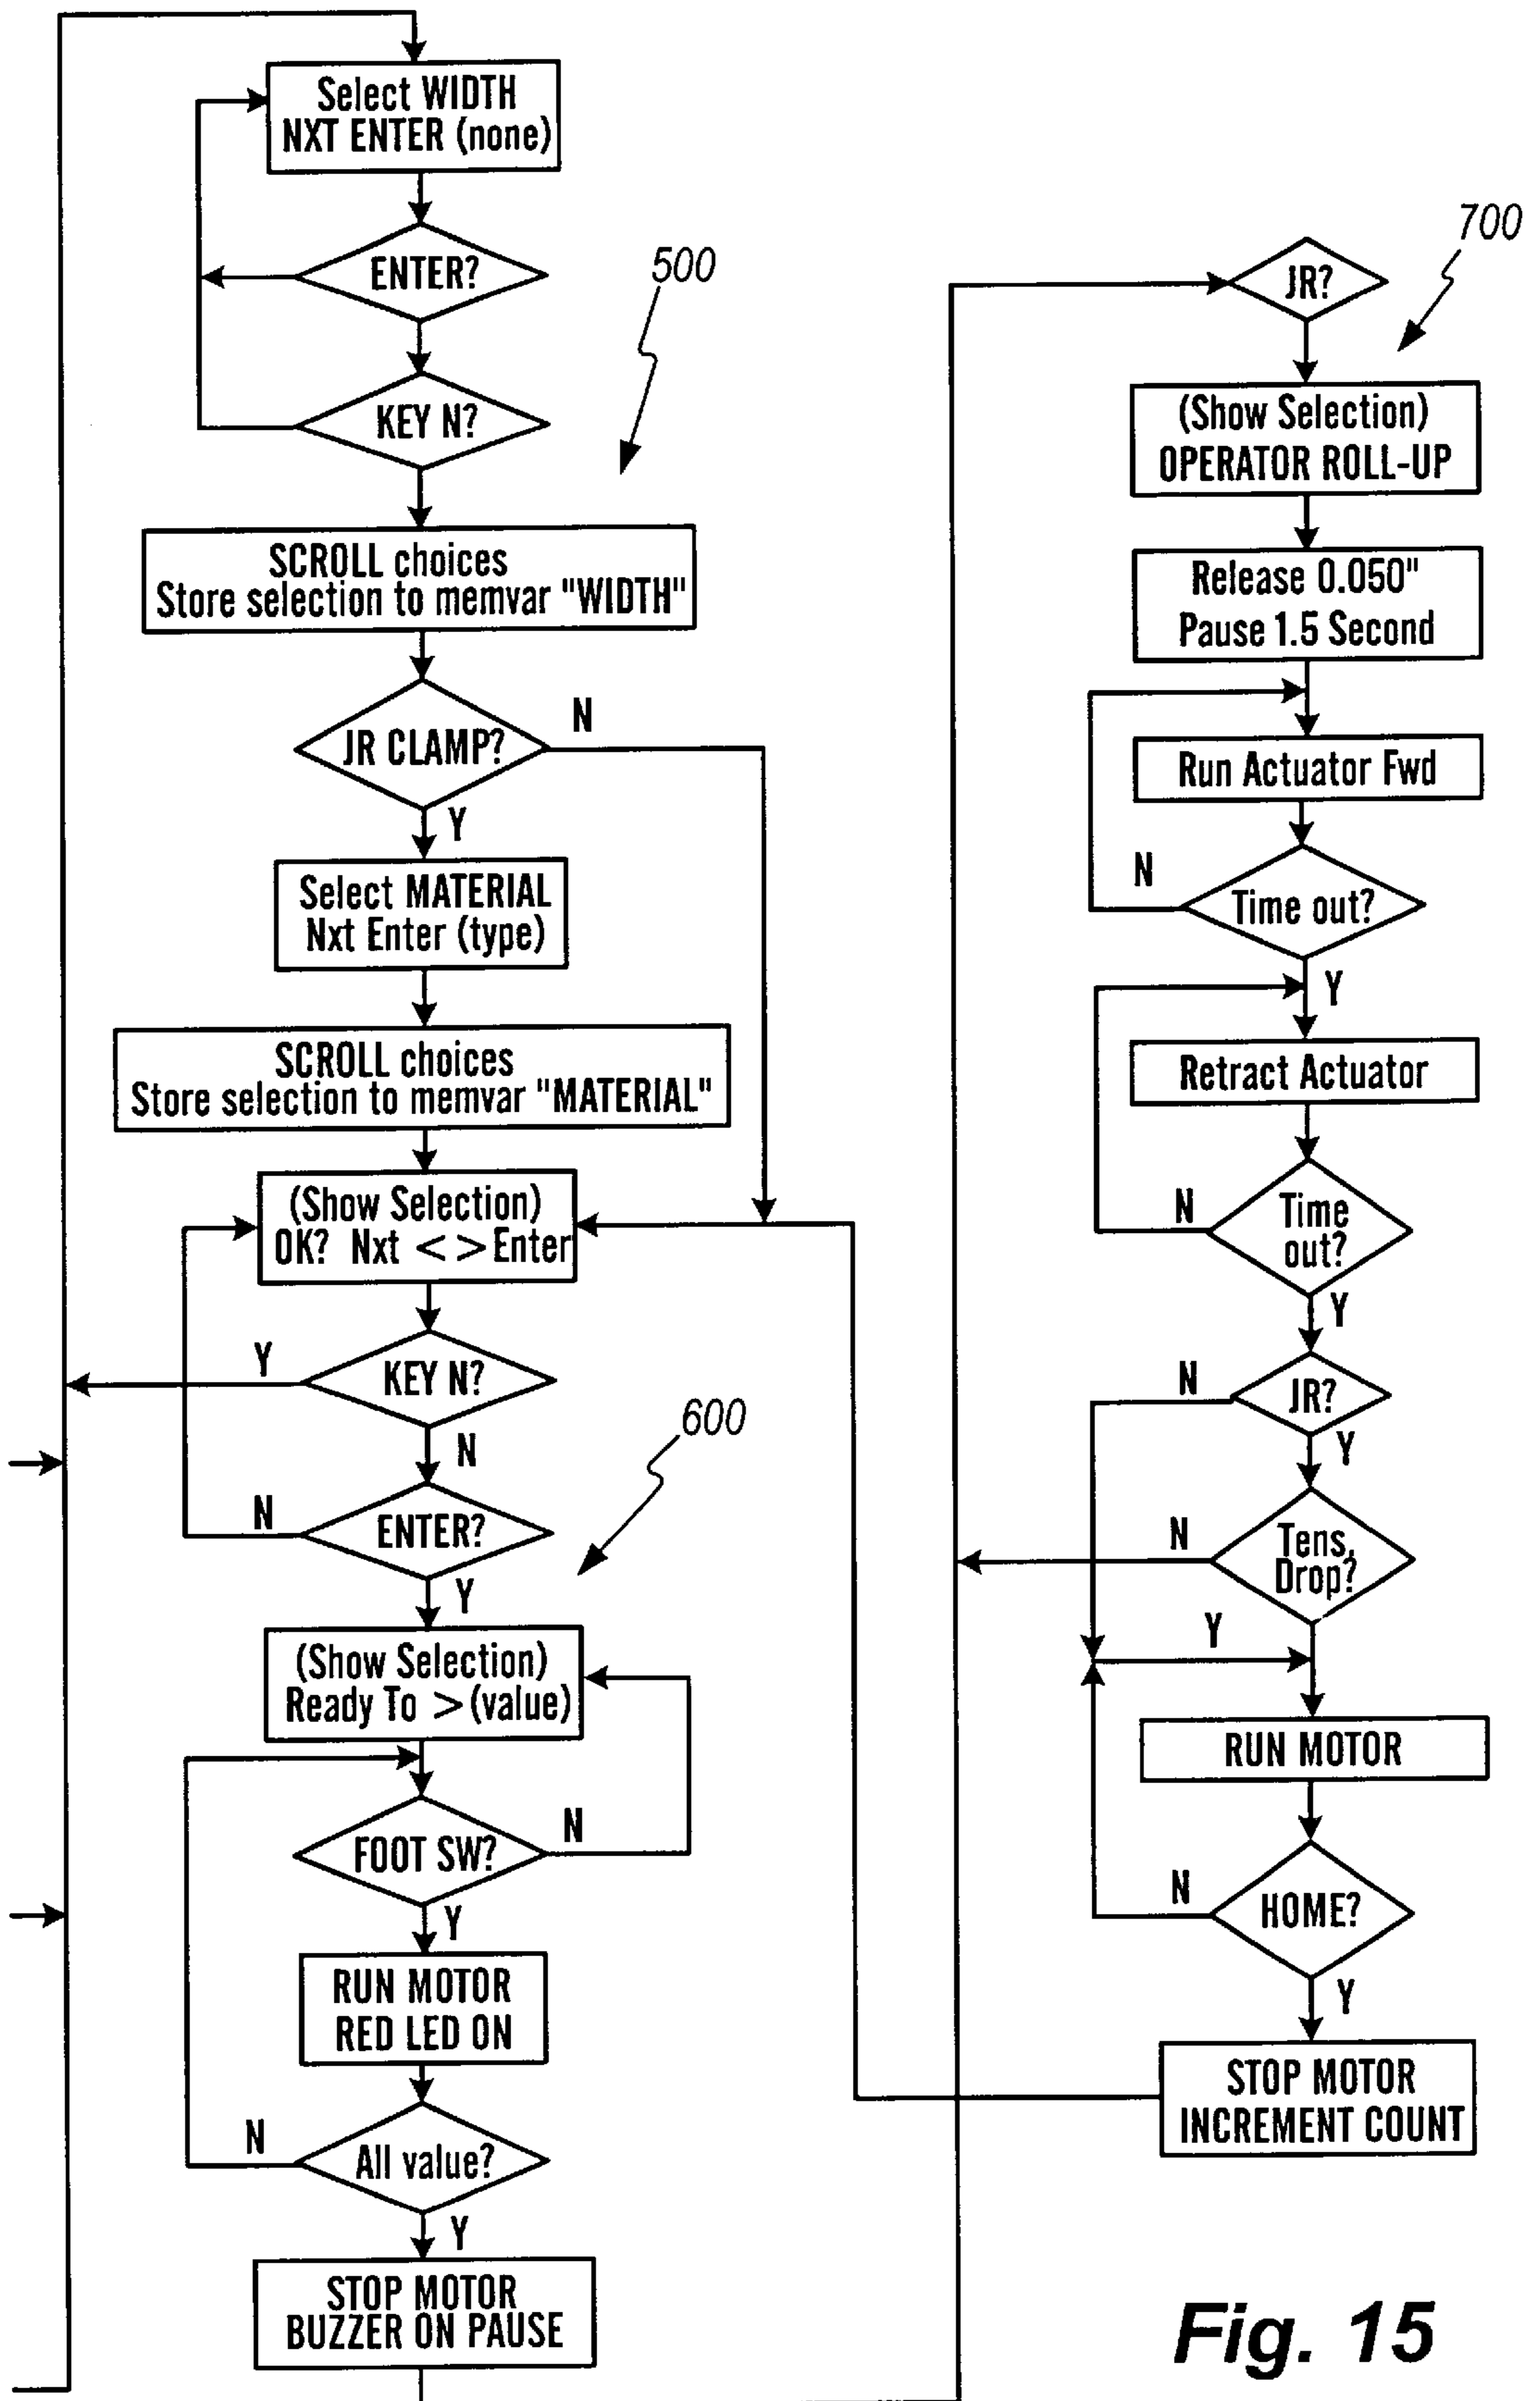 Select WIDTH
NXT ENTER (none)
ENTER?
KEY N?
500
SCROLL choices
Store selection to memvar "WIDTH"
JR CLAMP?
N
Y
Select MATERIAL
Nxt Enter (type)
SCROLL choices
Store selection to memvar "MATERIAL"
(Show Selection)
OK? Nxt < > Enter
KEY N?
Y
N
600
ENTER?
N
Y
(Show Selection)
Ready To > (value)
FOOT SW?
N
Y
RUN MOTOR
RED LED ON
All value?
N
Y
STOP MOTOR
BUZZER ON PAUSE
700
JR?
(Show Selection)
OPERATOR ROLL-UP
Release 0.050"
Pause 1.5 Second
Run Actuator Fwd
N
Time out?
Y
Retract Actuator
N
Time
out?
Y
N
JR?
Y
N
Tens,
Drop?
Y
RUN MOTOR
N
HOME?
Y
STOP MOTOR
INCREMENT COUNT
Fig. 15